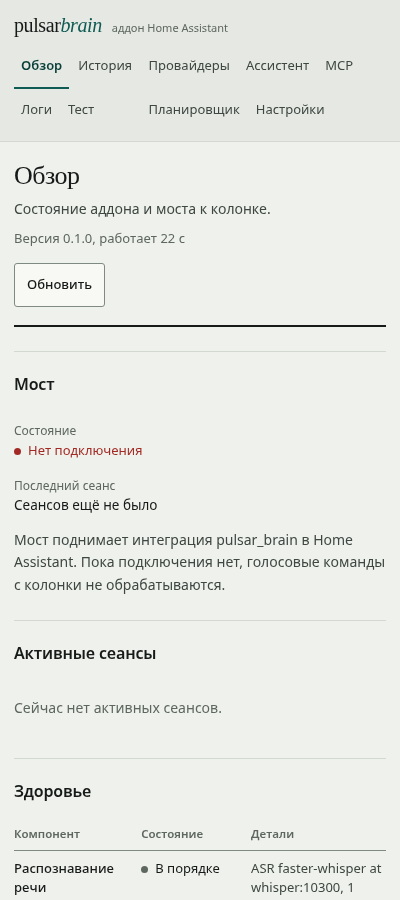 pulsarbrain аддон Home Assistant
Обзор История Провайдеры Ассистент MCP
Логи Тест Планировщик Настройки
Обзор
Состояние аддона и моста к колонке.
Версия 0.1.0, работает 22 с
Обновить
Мост
Состояние
Нет подключения
Последний сеанс
Сеансов ещё не было
Мост поднимает интеграция pulsar_brain в Home
Assistant. Пока подключения нет, голосовые команды
с колонки не обрабатываются.
Активные сеансы
Сейчас нет активных сеансов.
Здоровье
Компонент Состояние Детали
Распознавание В порядке ASR faster-whisper at
речи whisper:10300, 1